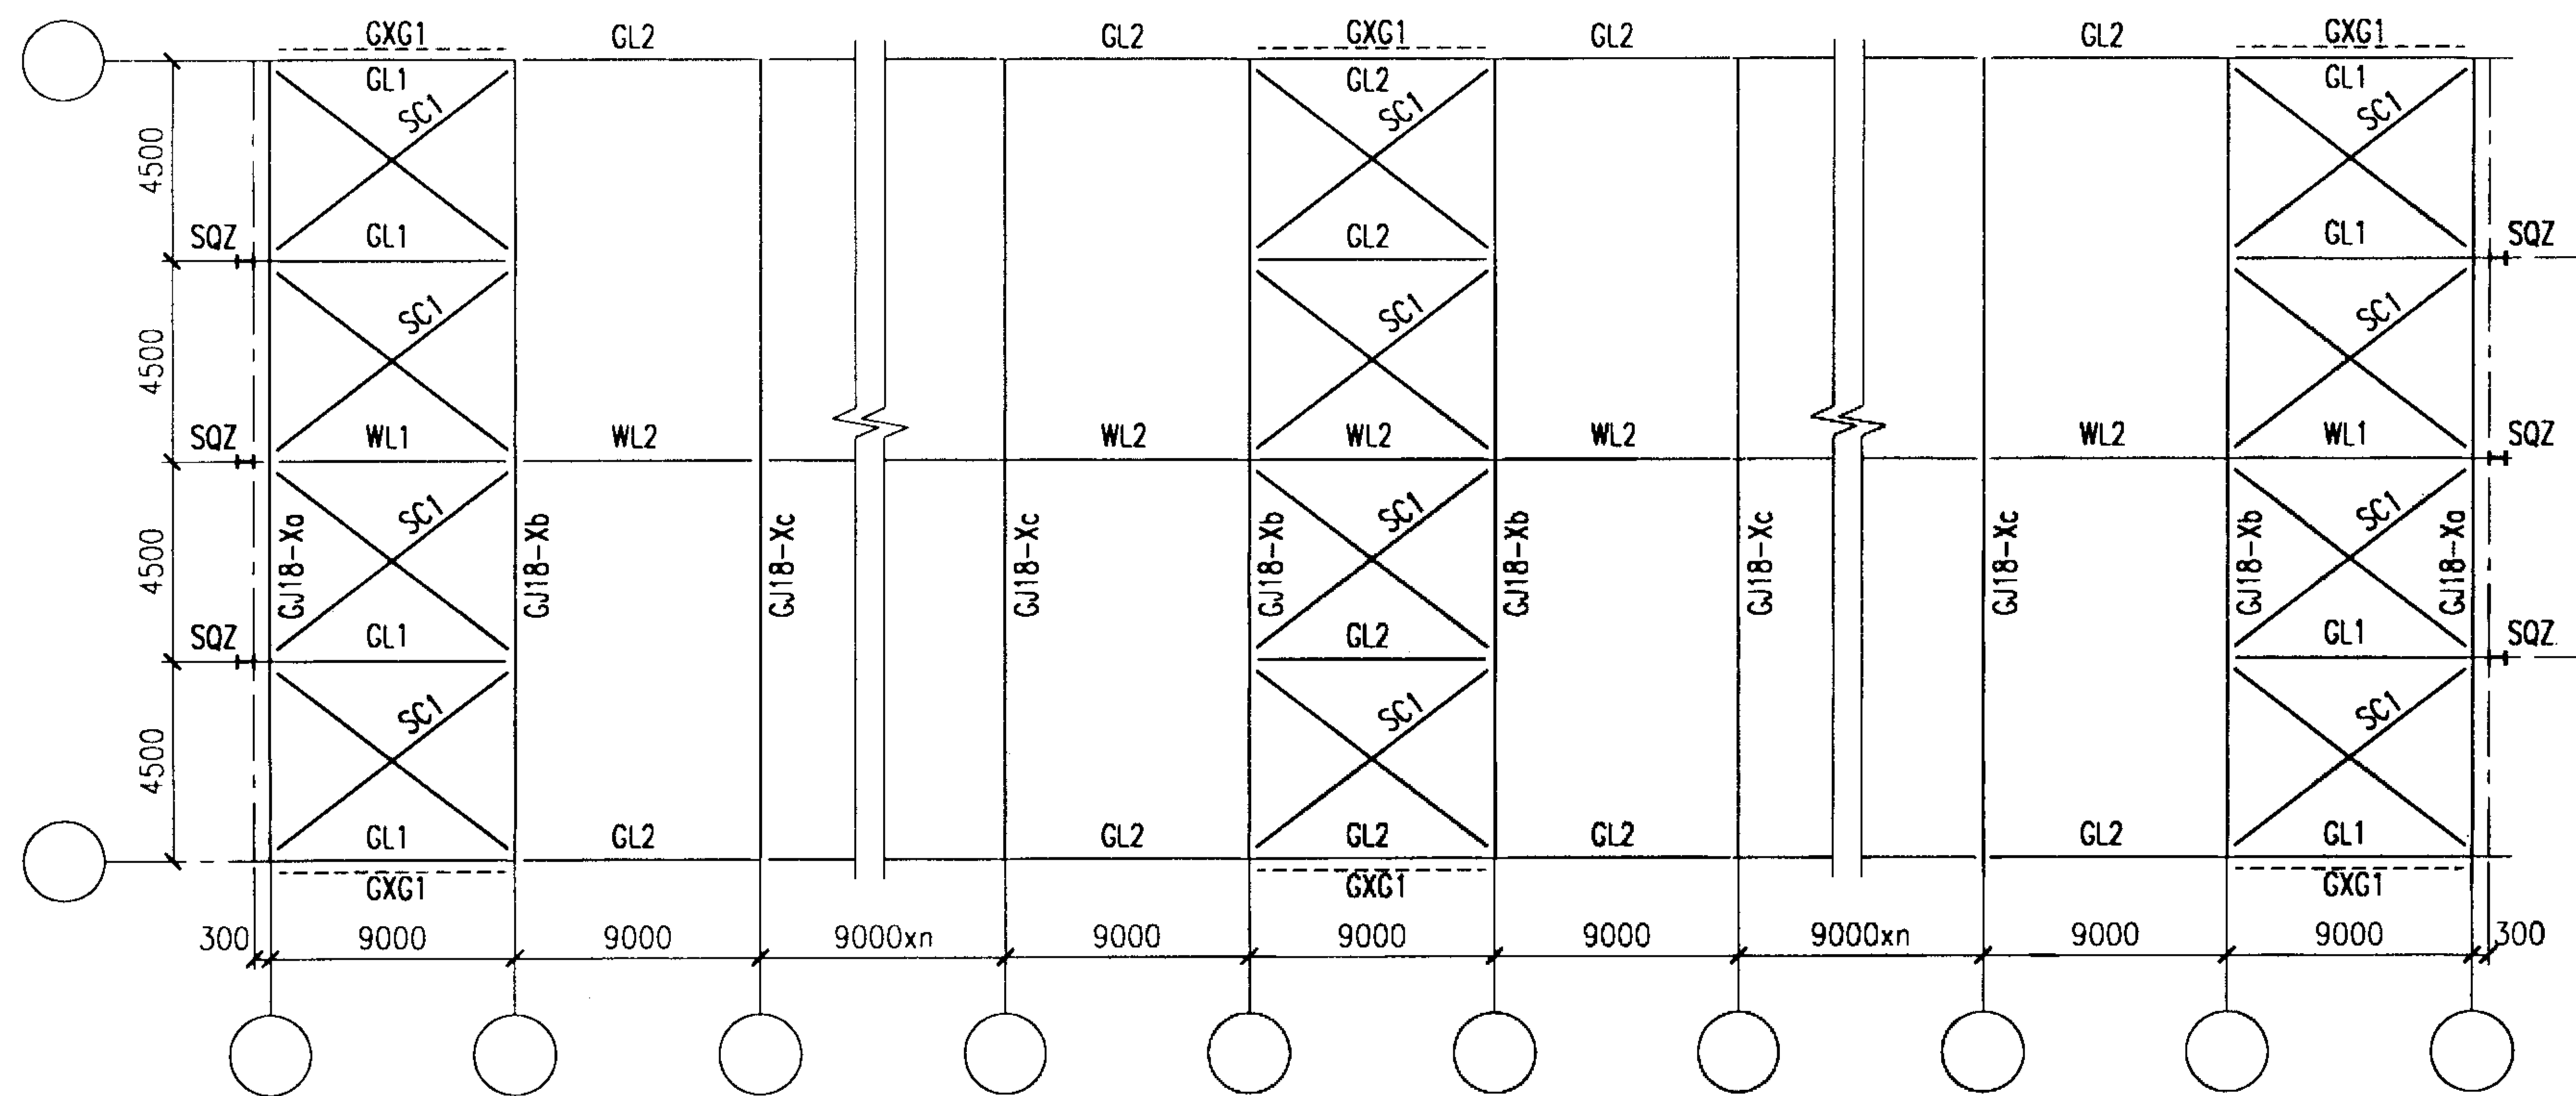 GXG1 GL2 GL2 GXG1 GL2 GL2 GXG1
GL1 GL2 GL1
SC1 SC1 SC1
4500
SQZ GL1 GL2 GL1 SQZ
SC1 SC1 SC1
4500
SQZ WL1 WL2 WL2 WL2 WL2 WL2 WL1 SQZ
SC1 SC1 SC1
4500
GJ18-Xa GJ18-Xb GJ18-Xc GJ18-Xc GJ18-Xb GJ18-Xb GJ18-Xc GJ18-Xc GJ18-Xb GJ18-Xa
SQZ GL1 GL2 GL1 SQZ
SC1 SC1 SC1
4500
GL1 GL2 GL2 GL2 GL2 GL2 GL1
GXG1 GXG1 GXG1
300 9000 9000 9000xn 9000 9000 9000 9000xn 9000 9000 300